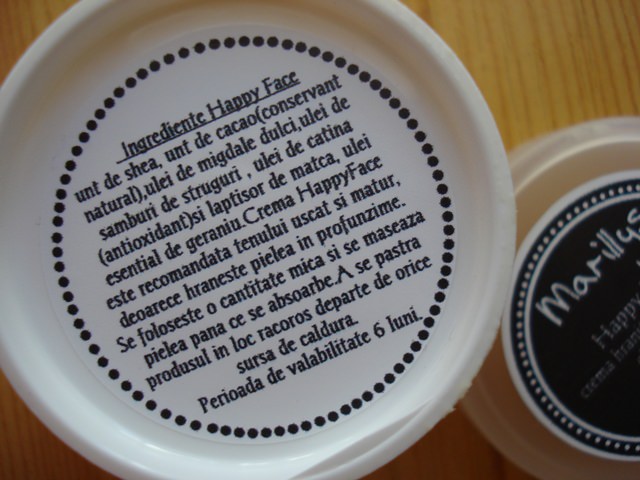 Ingrediente Happy Face
unt de shea, unt de cacao(conservant
natural),ulei de migdale dulci,ulei de
samburi de struguri , ulei de catina
(antioxidant)si laptisor de matca, ulei
esential de geraniu.Crema HappyFace
este recomandata tenului uscat si matur,
deoarece hraneste pielea in profunzime.
Se foloseste o cantitate mica si se maseaza
pielea pana ce se absoarbe.A se pastra
produsul in loc racoros departe de orice
sursa de caldura.
Perioada de valabilitate 6 luni.
Marilly
Happy
crema hran